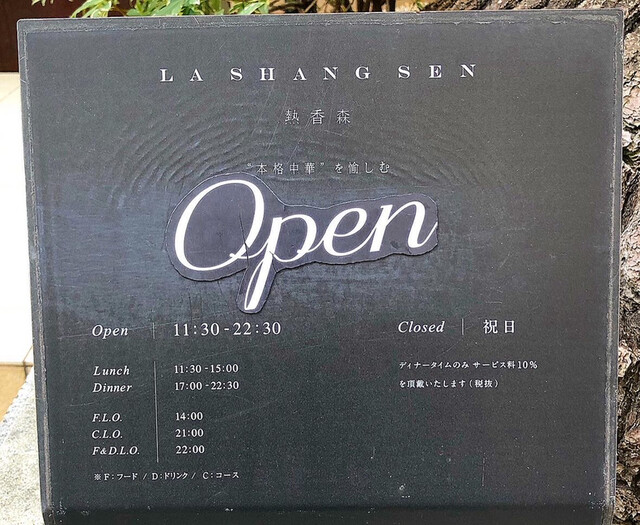 LA SHANG SEN
熱香森
“本格中華”を愉しむ
Open
Open 11:30-22:30
Closed 祝日
Lunch 11:30-15:00
Dinner 17:00-22:30
ディナータイムのみ サービス料10%
を頂戴いたします（税抜）
F.L.O. 14:00
C.L.O. 21:00
F&D.L.O. 22:00
※F：フード / D：ドリンク / C：コース